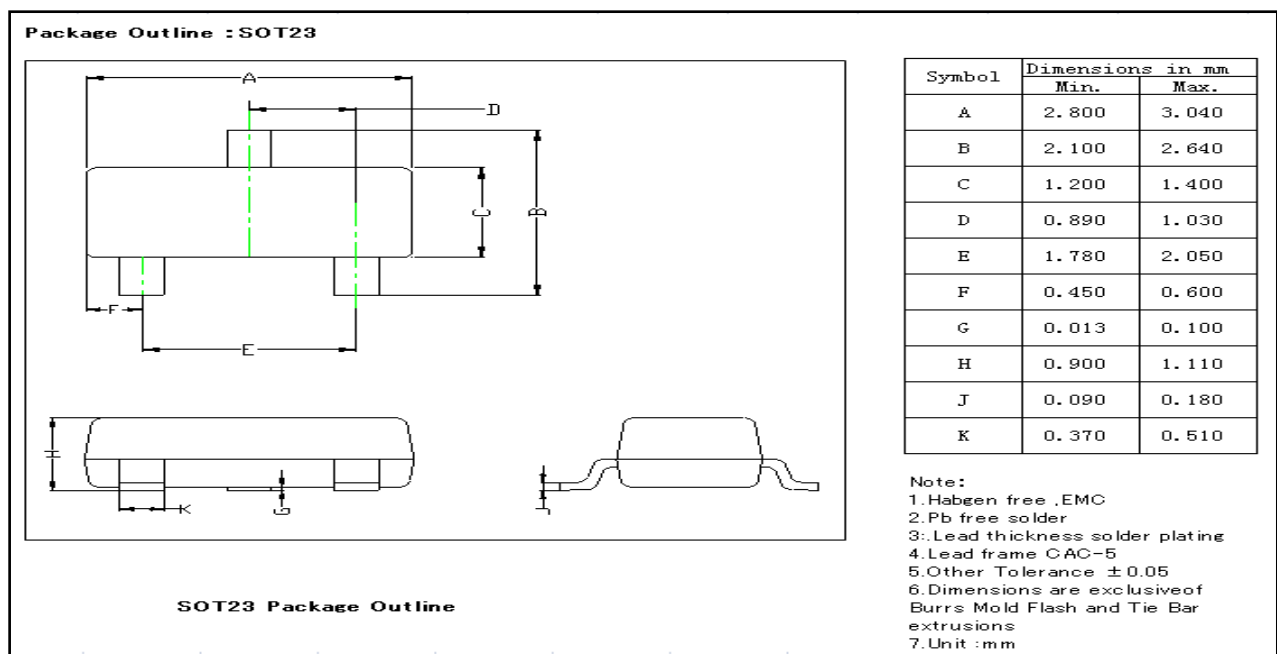 Package Outline :SOT23
A
D
C
B
F
E
H
K
G
J
SOT23 Package Outline
Symbol Dimensions in mm
Min. Max.
A 2.800 3.040
B 2.100 2.640
C 1.200 1.400
D 0.890 1.030
E 1.780 2.050
F 0.450 0.600
G 0.013 0.100
H 0.900 1.110
J 0.090 0.180
K 0.370 0.510
Note:
1.Habgen free ,EMC
2.Pb free solder
3:.Lead thickness solder plating
4.Lead frame CAC-5
5.Other Tolerance ±0.05
6.Dimensions are exclusiveof
Burrs Mold Flash and Tie Bar
extrusions
7.Unit :mm